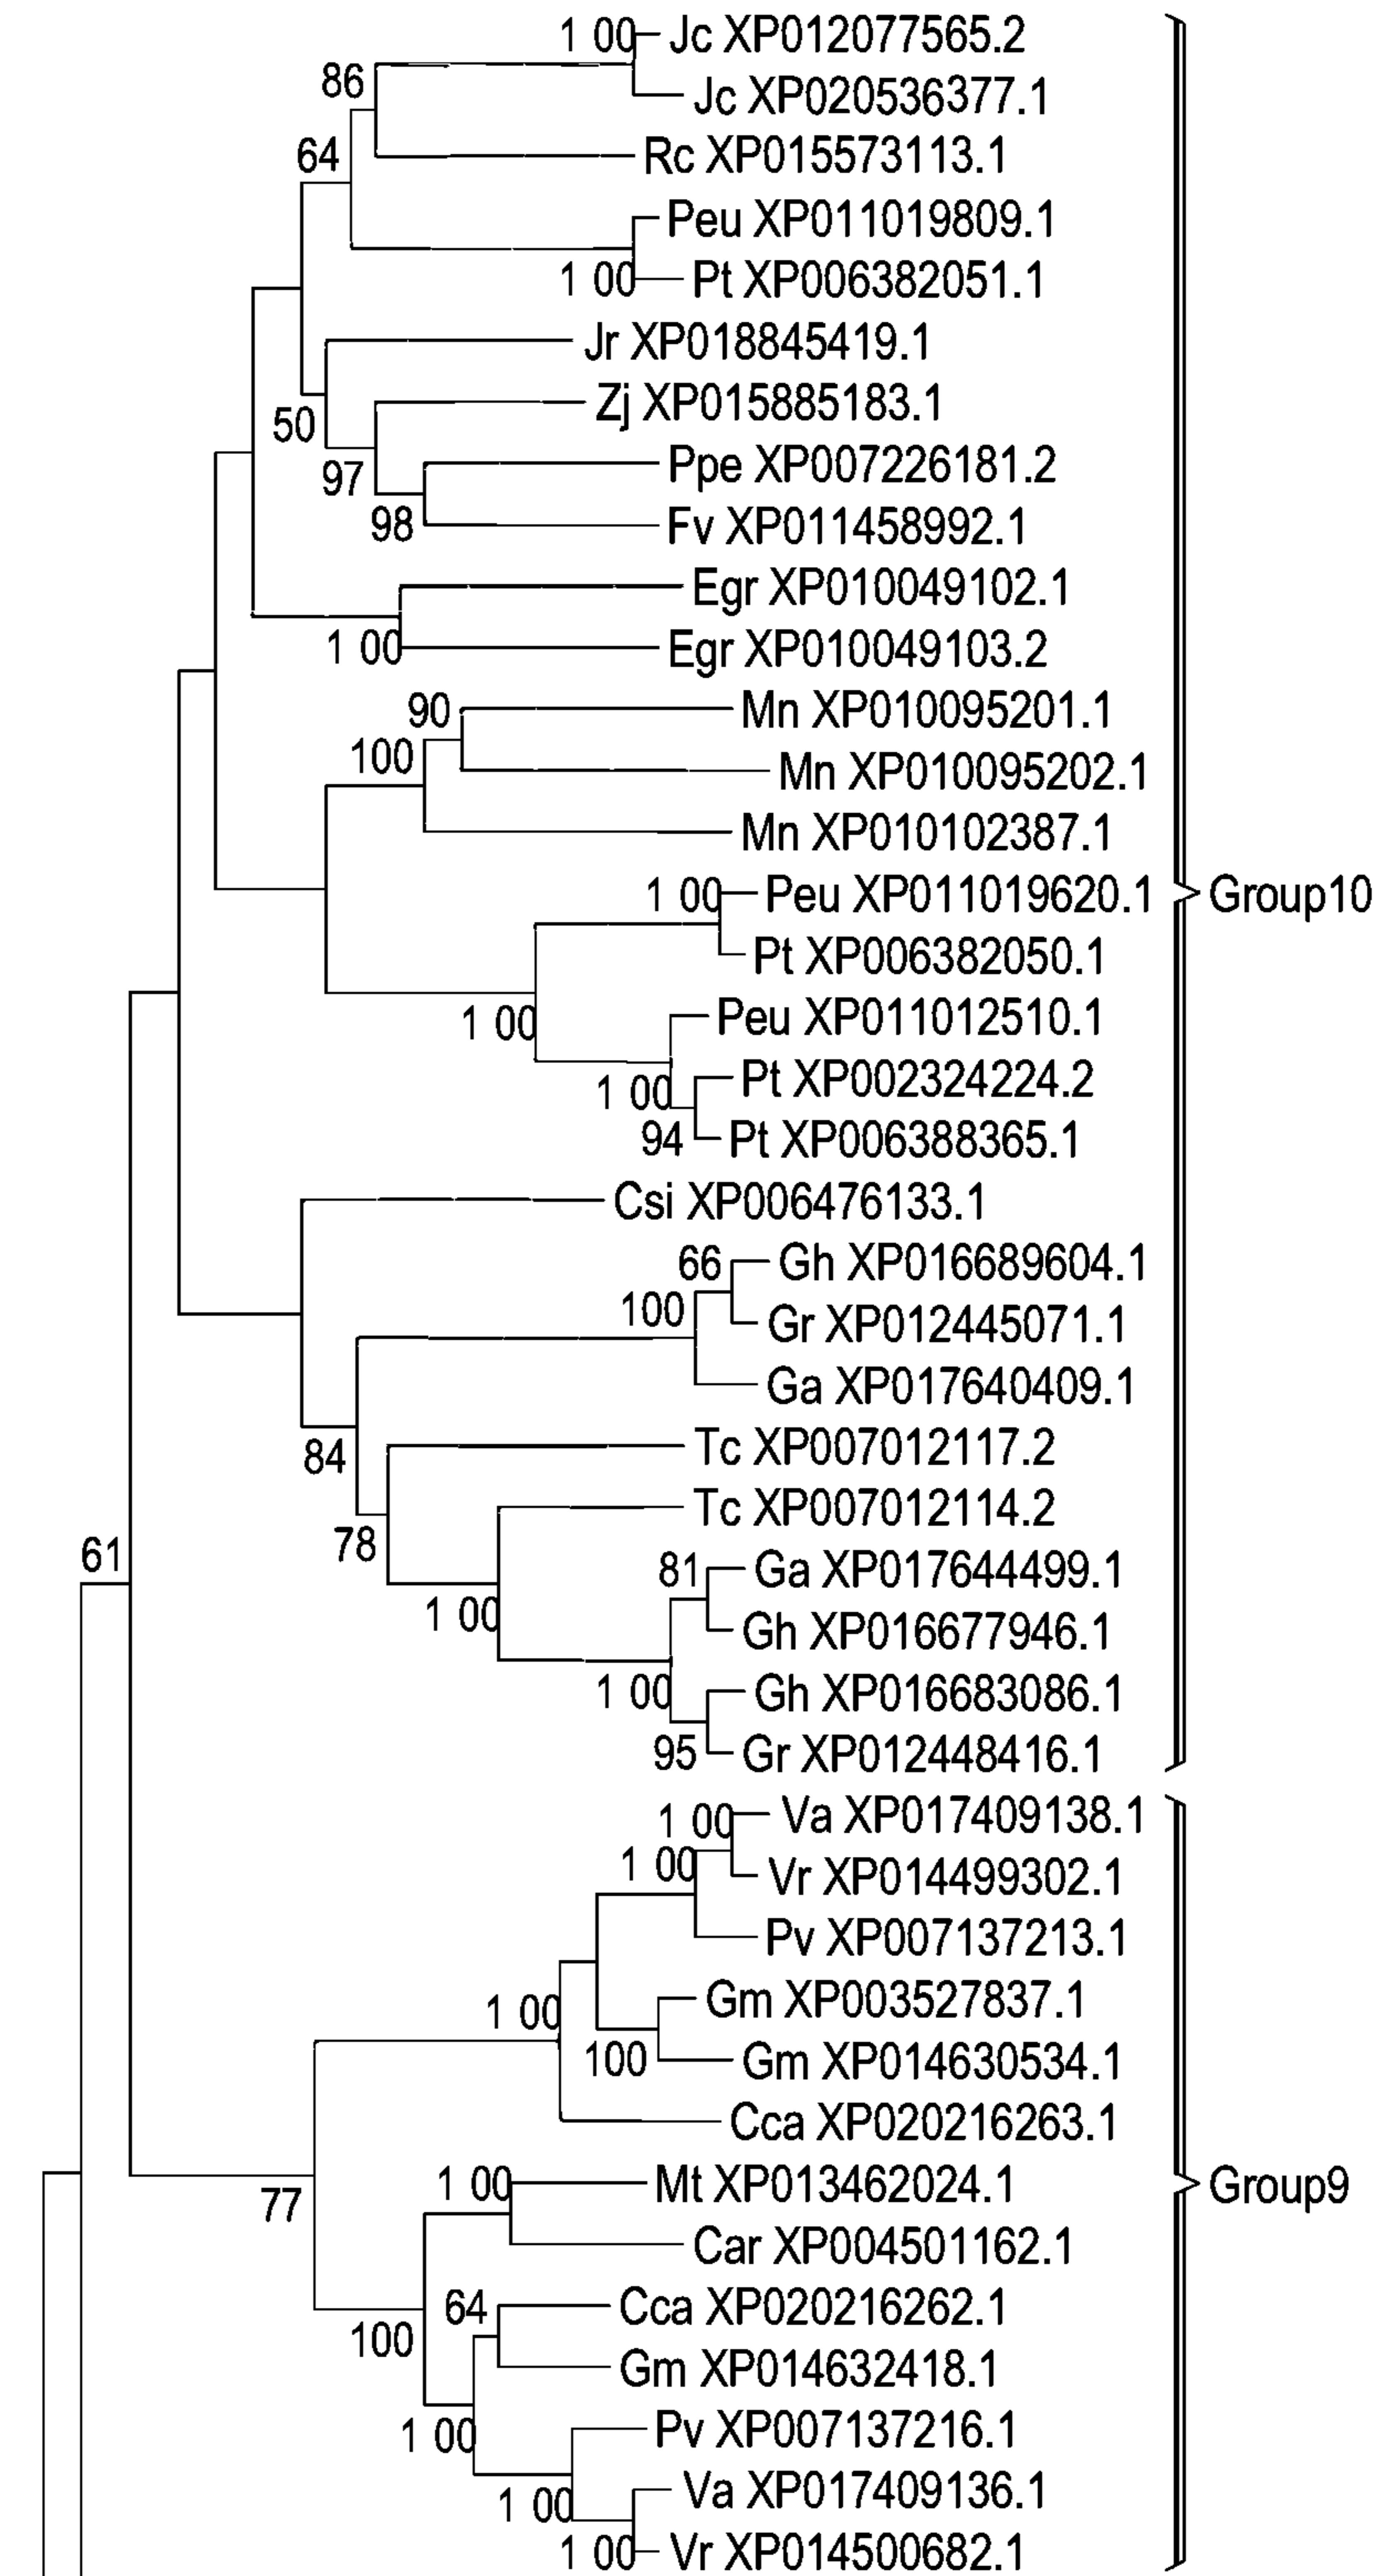 1 00
Jc XP012077565.2
86
Jc XP020536377.1
64
Rc XP015573113.1
Peu XP011019809.1
1 00
Pt XP006382051.1
Jr XP018845419.1
50
Zj XP015885183.1
97
Ppe XP007226181.2
98
Fv XP011458992.1
Egr XP010049102.1
1 00
Egr XP010049103.2
90
Mn XP010095201.1
100
Mn XP010095202.1
Mn XP010102387.1
1 00
Peu XP011019620.1
Group10
Pt XP006382050.1
1 00
Peu XP011012510.1
1 00
Pt XP002324224.2
94
Pt XP006388365.1
Csi XP006476133.1
66
Gh XP016689604.1
100
Gr XP012445071.1
Ga XP017640409.1
84
Tc XP007012117.2
78
Tc XP007012114.2
61
81
Ga XP017644499.1
1 00
Gh XP016677946.1
1 00
Gh XP016683086.1
95
Gr XP012448416.1
1 00
Va XP017409138.1
1 00
Vr XP014499302.1
Pv XP007137213.1
1 00
Gm XP003527837.1
100
Gm XP014630534.1
Cca XP020216263.1
1 00
Mt XP013462024.1
77
Group9
Car XP004501162.1
64
Cca XP020216262.1
100
Gm XP014632418.1
1 00
Pv XP007137216.1
1 00
Va XP017409136.1
1 00
Vr XP014500682.1